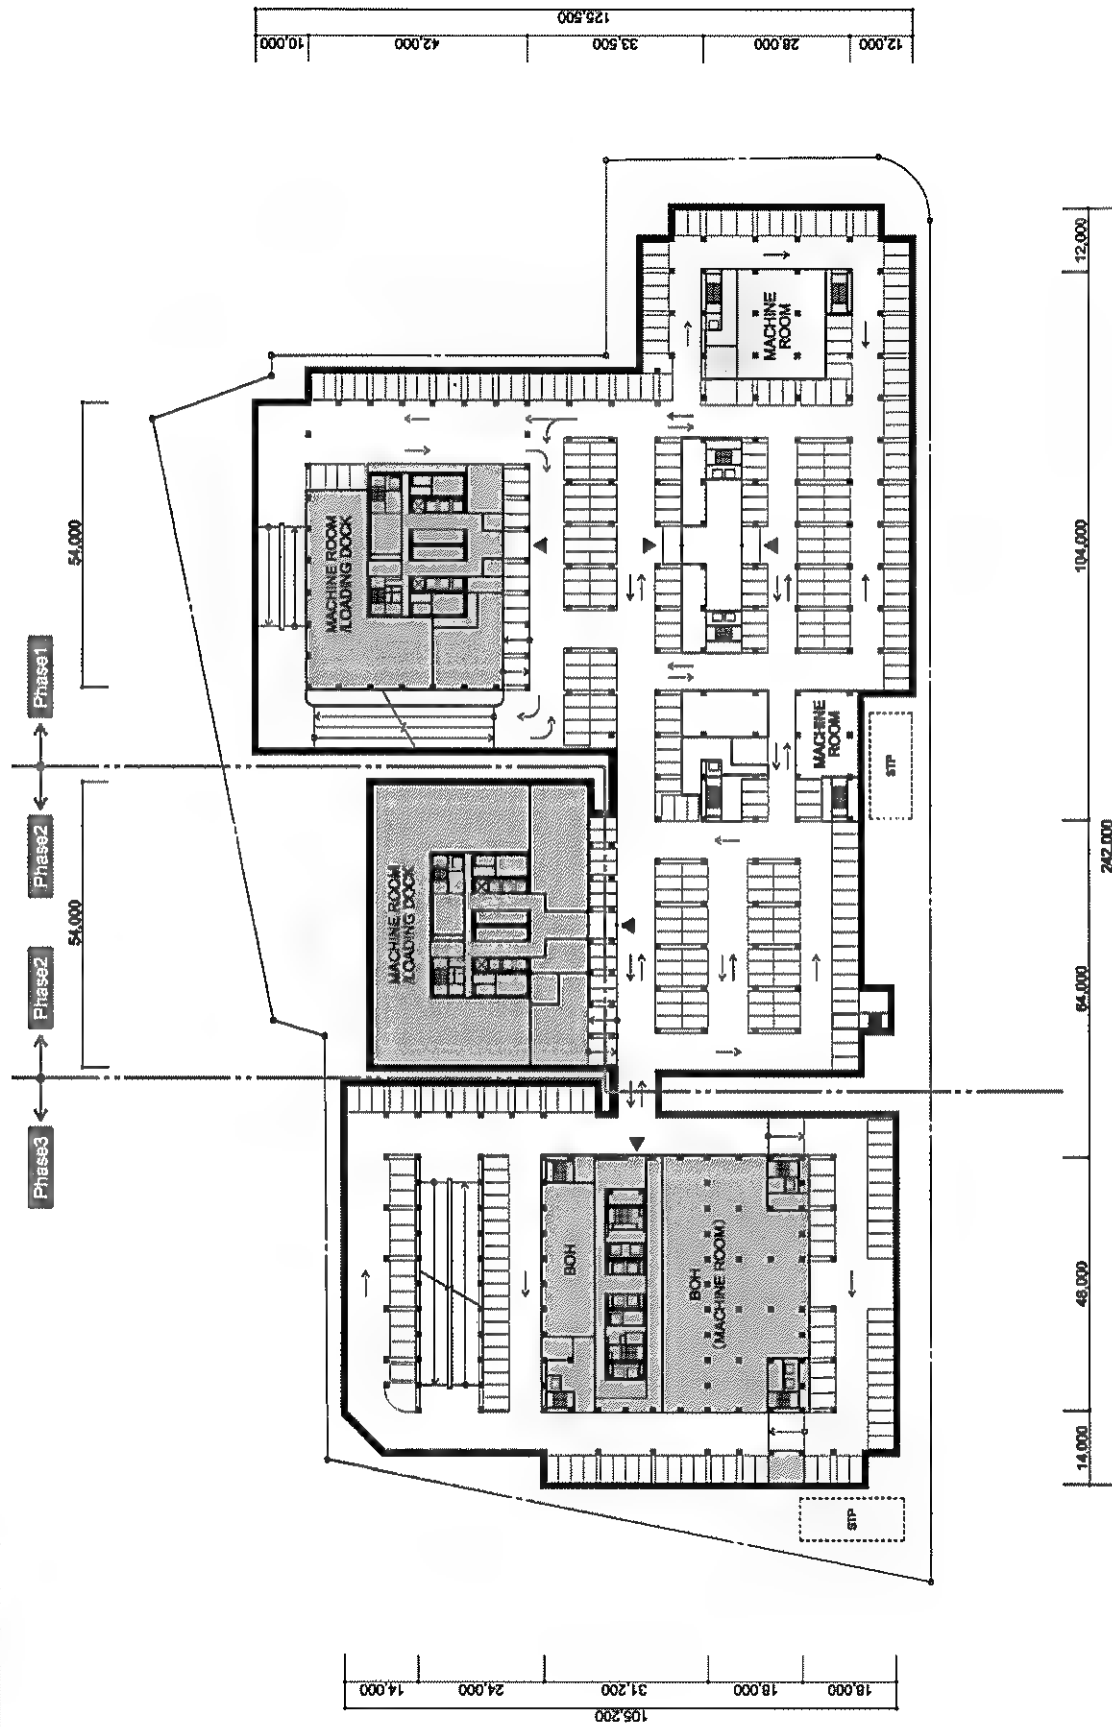 Phase3
Phase2
Phase2
Phase1
54,000
54,000
MACHINE ROOM
/LOADING DOCK
MACHINE ROOM
/LOADING DOCK
BOH
BOH
(MACHINE ROOM)
MACHINE
ROOM
MACHINE
ROOM
STP
STP
14,000
48,000
64,000
104,000
12,000
242,000
14,000
24,000
31,200
18,000
18,000
105,200
10,000
42,000
33,500
28,000
12,000
125,500